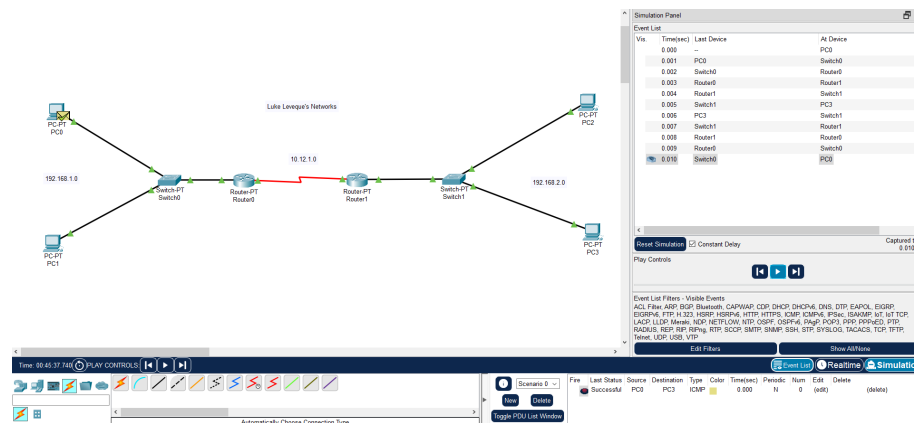 Simulation Panel
Event List
Vis. Time(sec) Last Device At Device
0.000 -- PC0
0.001 PC0 Switch0
0.002 Switch0 Router0
0.003 Router0 Router1
0.004 Router1 Switch1
0.005 Switch1 PC3
0.006 PC3 Switch1
0.007 Switch1 Router1
0.008 Router1 Router0
0.009 Router0 Switch0
0.010 Switch0 PC0
Reset Simulation Constant Delay
Captured t
0.010
Play Controls
Event List Filters - Visible Events
ACL Filter, ARP, BGP, Bluetooth, CAPWAP, CDP, DHCP, DHCPv6, DNS, DTP, EAPOL, EIGRP,
EIGRPv6, FTP, H.323, HSRP, HSRPv6, HTTP, HTTPS, ICMP, ICMPv6, IPSec, ISAKMP, IoT, IoT TCP,
LACP, LLDP, Meraki, NDP, NETFLOW, NTP, OSPF, OSPFv6, PAgP, POP3, PPP, PPPoED, PTP,
RADIUS, REP, RIP, RIPng, RTP, SCCP, SMTP, SNMP, SSH, STP, SYSLOG, TACACS, TCP, TFTP,
Telnet, UDP, USB, VTP
Edit Filters Show All/None
Luke Leveque's Networks
PC-PT
PC0
PC-PT
PC2
192.168.1.0
10.12.1.0
192.168.2.0
Switch-PT
Switch0
Router-PT
Router0
Router-PT
Router1
Switch-PT
Switch1
PC-PT
PC1
PC-PT
PC3
Time: 00:45:37.740 PLAY CONTROLS:
Event List Realtime Simulatio
Scenario 0
New Delete
Toggle PDU List Window
Fire Last Status Source Destination Type Color Time(sec) Periodic Num Edit Delete
Successful PC0 PC3 ICMP 0.000 N 0 (edit) (delete)
Automatically Choose Connection Type